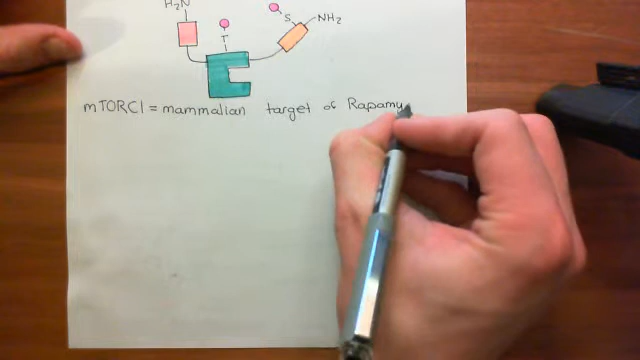 H₂N
S NH₂
T
mTORC1 = mammalian target of Rapamy